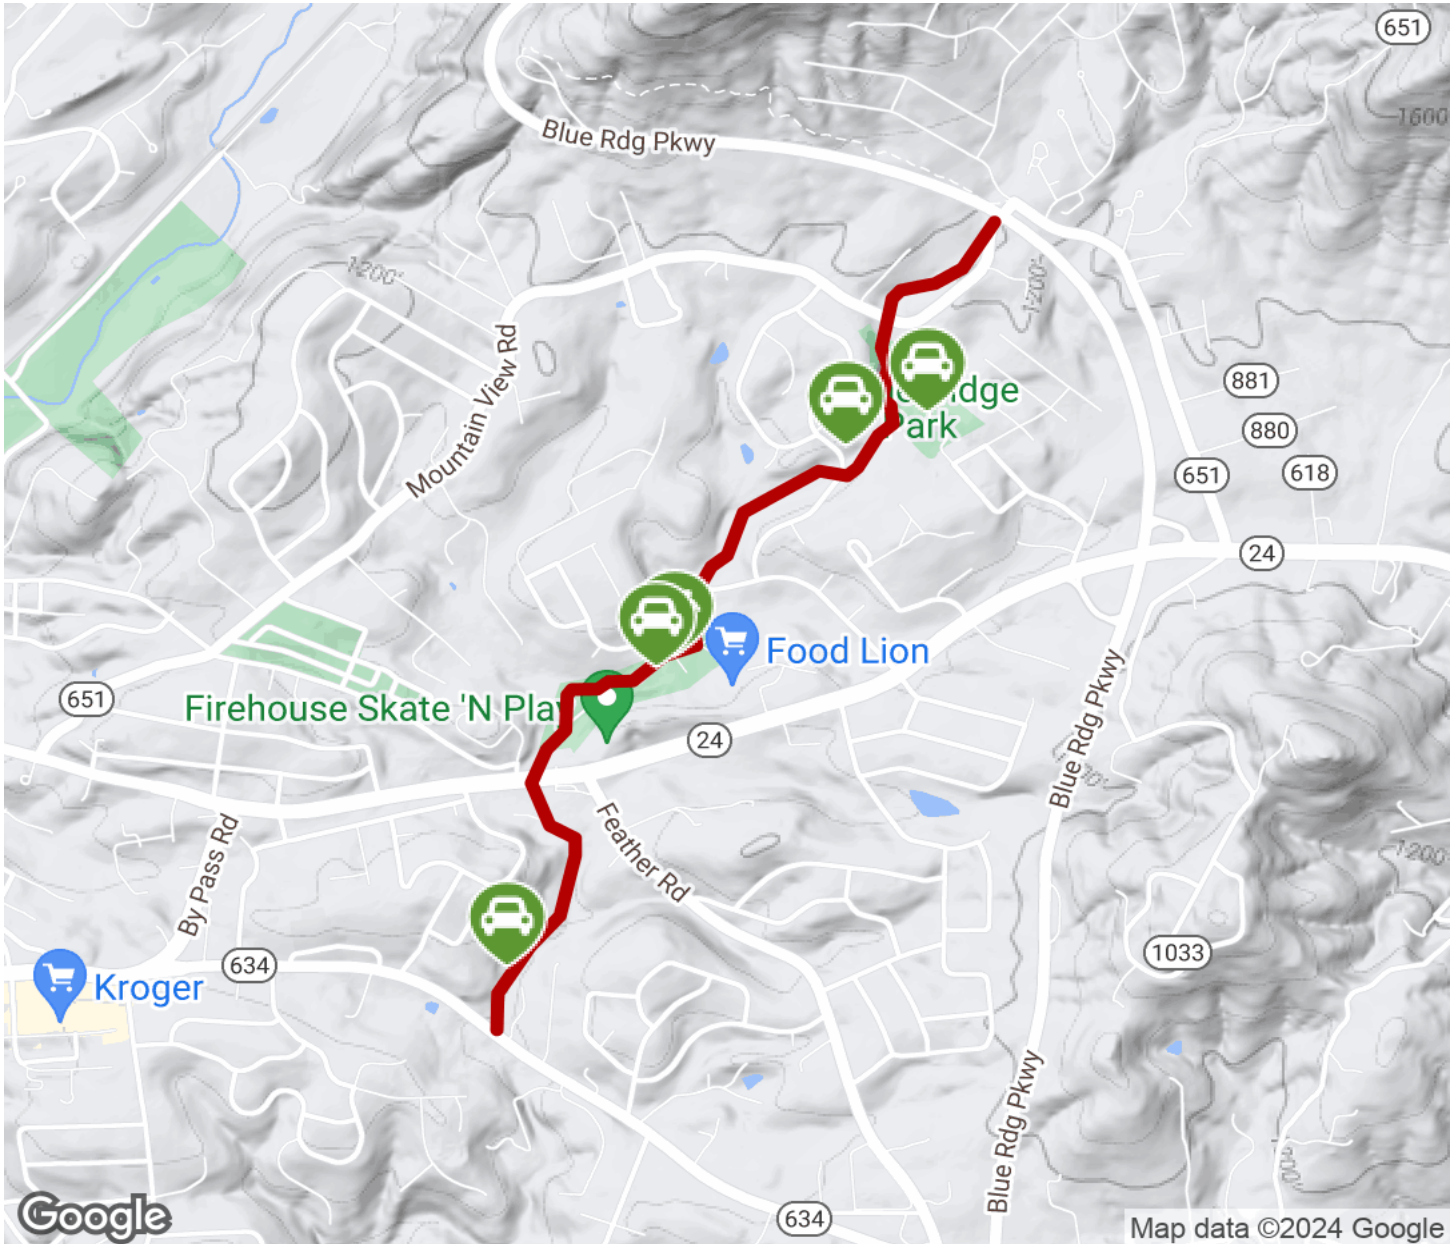 651
Blue Rdg Pkwy
1600
1200'
1200'
Mountain View Rd
881
dge
Park
880
651
618
24
Food Lion
651
Firehouse Skate 'N Play
24
Blue Rdg Pkwy
Feather Rd
By Pass Rd
1200
634
Kroger
1033
Blue Rdg Pkwy
634
Google
Map data ©2024 Google